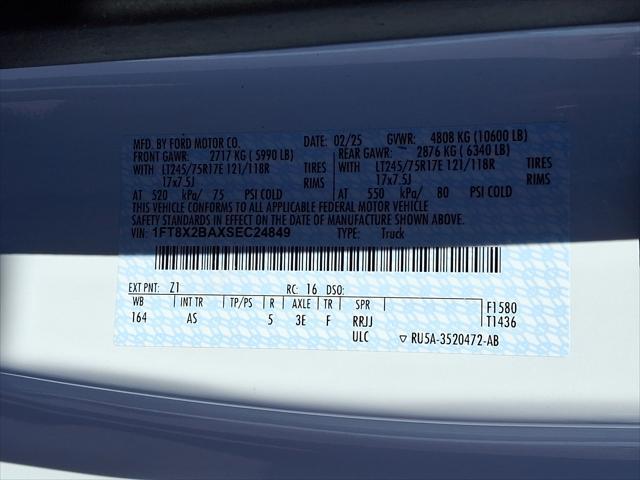 MFD. BY FORD MOTOR CO. DATE: 02/25 GVWR: 4808 KG (10600 LB)
FRONT GAWR: 2717 KG (5990 LB) REAR GAWR: 2876 KG (6340 LB)
WITH LT245/75R17E 121/118R TIRES WITH LT245/75R17E 121/118R TIRES
17x7.5J RIMS 17x7.5J RIMS
AT 520 kPa/ 75 PSI COLD AT 550 kPa/ 80 PSI COLD
THIS VEHICLE CONFORMS TO ALL APPLICABLE FEDERAL MOTOR VEHICLE
SAFETY STANDARDS IN EFFECT ON THE DATE OF MANUFACTURE SHOWN ABOVE.
VIN: 1FT8X2BAXSEC24849 TYPE: Truck
EXT PNT: Z1 RC: 16 DSO:
WB INT TR TP/PS R AXLE TR SPR F1580
164 AS 5 3E F RRJJ T1436
ULC ▽ RU5A-3520472-AB